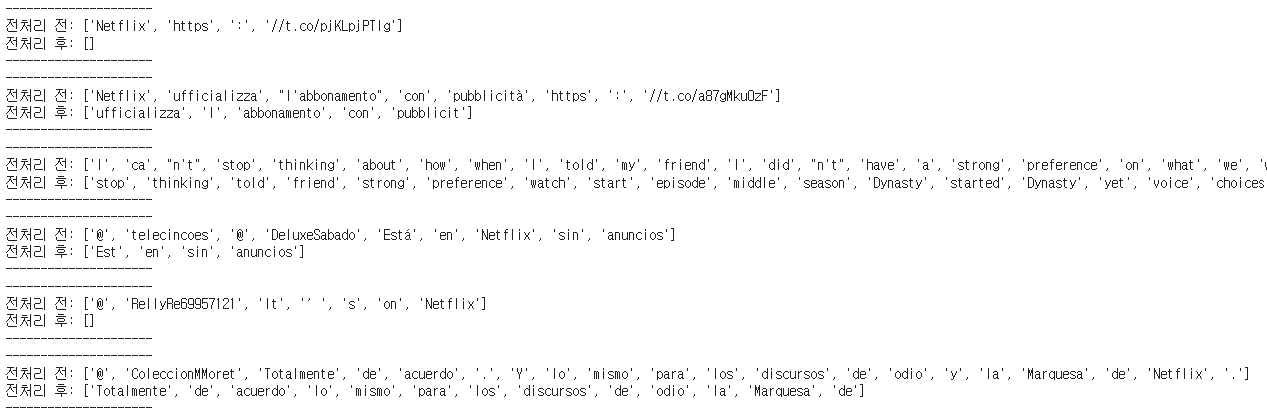 ---------------------
전처리 전: ['Netflix', 'https', ':', '//t.co/pjKLpjPTIg']
전처리 후: []
---------------------
---------------------
전처리 전: ['Netflix', 'ufficializza', "l'abbonamento", 'con', 'pubblicità', 'https', ':', '//t.co/a87gMkuOzF']
전처리 후: ['ufficializza', 'l', 'abbonamento', 'con', 'pubblicit']
---------------------
---------------------
전처리 전: ['I', 'ca', "n't", 'stop', 'thinking', 'about', 'how', 'when', 'I', 'told', 'my', 'friend', 'I', 'did', "n't", 'have', 'a', 'strong', 'preference', 'on', 'what', 'we', '
전처리 후: ['stop', 'thinking', 'told', 'friend', 'strong', 'preference', 'watch', 'start', 'episode', 'middle', 'season', 'Dynasty', 'started', 'Dynasty', 'yet', 'voice', 'choices
---------------------
---------------------
전처리 전: ['@', 'telecincoes', '@', 'DeluxeSabado', 'Está', 'en', 'Netflix', 'sin', 'anuncios']
전처리 후: ['Est', 'en', 'sin', 'anuncios']
---------------------
---------------------
전처리 전: ['@', 'RellyRe69957121', 'It', '’', 's', 'on', 'Netflix']
전처리 후: []
---------------------
---------------------
전처리 전: ['@', 'ColeccionMMoret', 'Totalmente', 'de', 'acuerdo', '.', 'Y', 'lo', 'mismo', 'para', 'los', 'discursos', 'de', 'odio', 'y', 'la', 'Marquesa', 'de', 'Netflix', '.']
전처리 후: ['Totalmente', 'de', 'acuerdo', 'lo', 'mismo', 'para', 'los', 'discursos', 'de', 'odio', 'la', 'Marquesa', 'de']
---------------------